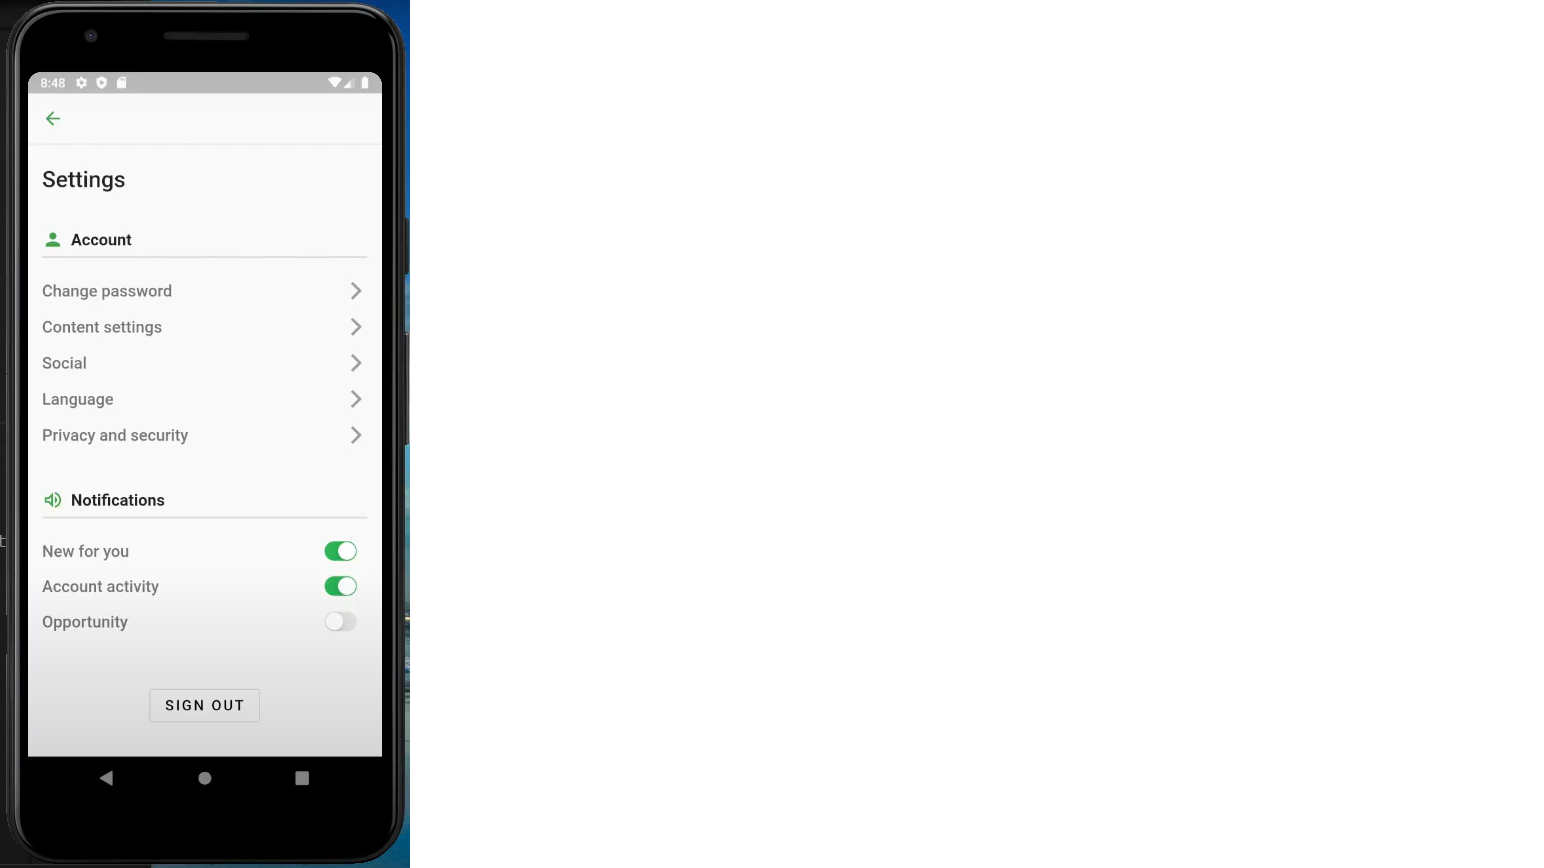 8:48
Settings
Account
Change password
Content settings
Social
Language
Privacy and security
Notifications
New for you
Account activity
Opportunity
SIGN OUT